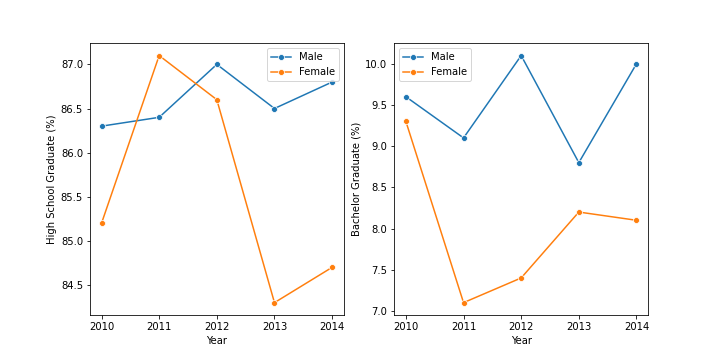 High School Graduate (%)
87.0
86.5
86.0
85.5
85.0
84.5
Male
Female
2010 2011 2012 2013 2014
Year
Bachelor Graduate (%)
10.0
9.5
9.0
8.5
8.0
7.5
7.0
Male
Female
2010 2011 2012 2013 2014
Year